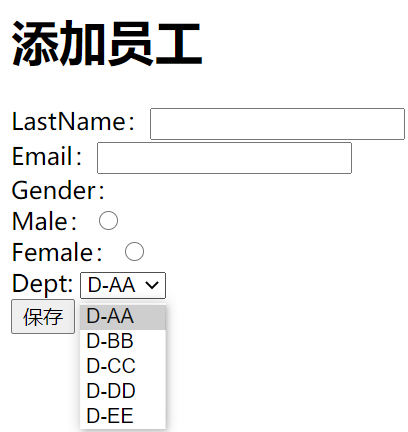 添加员工
LastName：
Email：
Gender：
Male：
Female：
Dept: D-AA
保存
D-AA
D-BB
D-CC
D-DD
D-EE